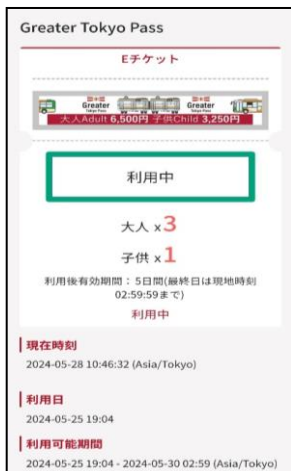 Greater Tokyo Pass
Eチケット
Greater
Greater
大人Adult 6,500円 子供Child 3,250円
利用中
大人 x3
子供 x1
利用後有効期間： 5日間(最終日は現地時刻
02:59:59まで)
利用中
現在時刻
2024-05-28 10:46:32 (Asia/Tokyo)
利用日
2024-05-25 19:04
利用可能期間
2024-05-25 19:04 - 2024-05-30 02:59 (Asia/Tokyo)